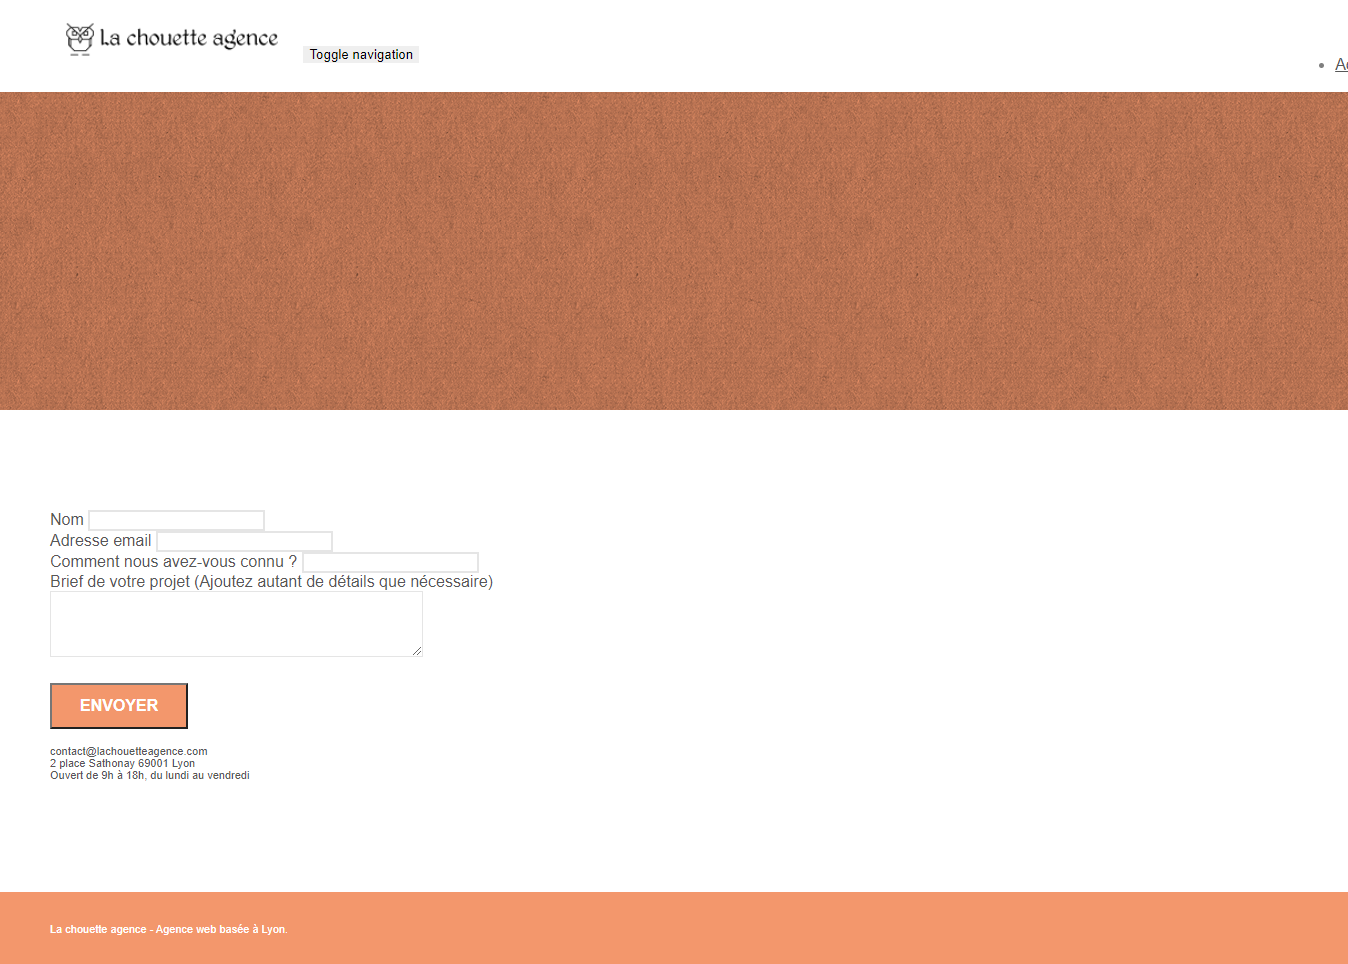 La chouette agence
Toggle navigation
Nom
Adresse email
Comment nous avez-vous connu ?
Brief de votre projet (Ajoutez autant de détails que nécessaire)
ENVOYER
contact@lachouetteagence.com
2 place Sathonay 69001 Lyon
Ouvert de 9h à 18h, du lundi au vendredi
La chouette agence - Agence web basée à Lyon.